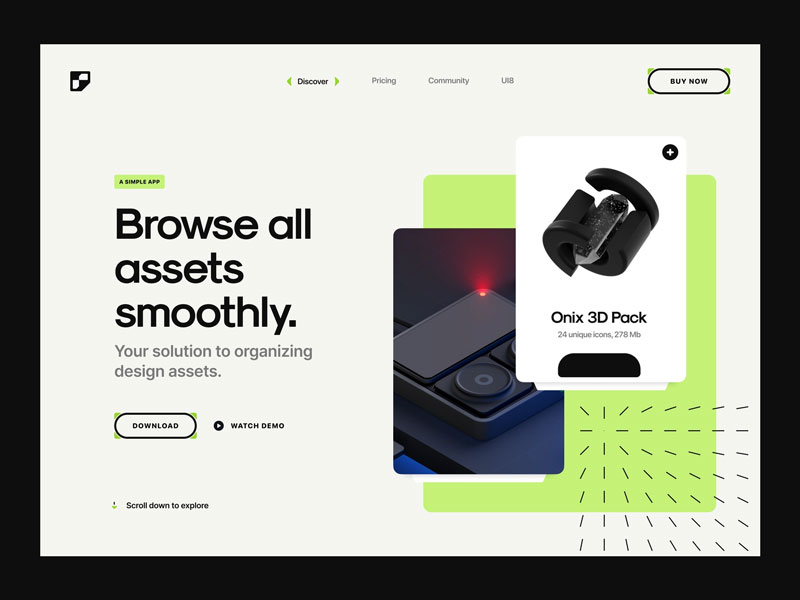 Discover
Pricing
Community
UI8
BUY NOW
A SIMPLE APP
Browse all
assets
smoothly.
Your solution to organizing
design assets.
DOWNLOAD
WATCH DEMO
Scroll down to explore
Onix 3D Pack
24 unique icons, 278 Mb